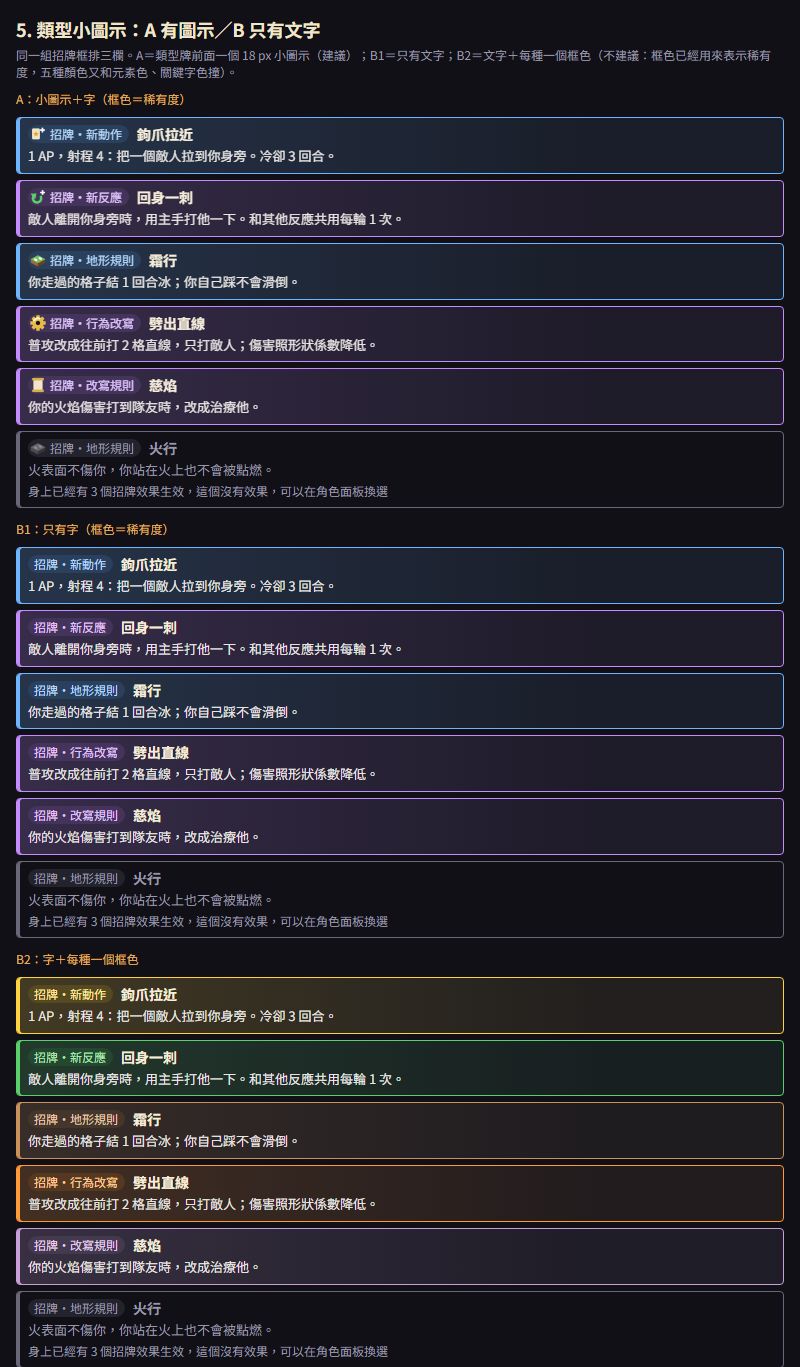 5. 類型小圖示：A 有圖示／B 只有文字
同一組招牌框排三欄。A＝類型牌前面一個 18 px 小圖示（建議）；B1＝只有文字；B2＝文字＋每種一個框色（不建議：框色已經用來表示稀有
度，五種顏色又和元素色、關鍵字色撞）。
A：小圖示＋字（框色＝稀有度）
招牌・新動作 鉤爪拉近
1 AP，射程 4：把一個敵人拉到你身旁。冷卻 3 回合。
招牌・新反應 回身一刺
敵人離開你身旁時，用主手打他一下。和其他反應共用每輪 1 次。
招牌・地形規則 霜行
你走過的格子結 1 回合冰；你自己踩不會滑倒。
招牌・行為改寫 劈出直線
普攻改成往前打 2 格直線，只打敵人；傷害照形狀係數降低。
招牌・改寫規則 慈焰
你的火焰傷害打到隊友時，改成治療他。
招牌・地形規則 火行
火表面不傷你，你站在火上也不會被點燃。
身上已經有 3 個招牌效果生效，這個沒有效果，可以在角色面板換選
B1：只有字（框色＝稀有度）
招牌・新動作 鉤爪拉近
1 AP，射程 4：把一個敵人拉到你身旁。冷卻 3 回合。
招牌・新反應 回身一刺
敵人離開你身旁時，用主手打他一下。和其他反應共用每輪 1 次。
招牌・地形規則 霜行
你走過的格子結 1 回合冰；你自己踩不會滑倒。
招牌・行為改寫 劈出直線
普攻改成往前打 2 格直線，只打敵人；傷害照形狀係數降低。
招牌・改寫規則 慈焰
你的火焰傷害打到隊友時，改成治療他。
招牌・地形規則 火行
火表面不傷你，你站在火上也不會被點燃。
身上已經有 3 個招牌效果生效，這個沒有效果，可以在角色面板換選
B2：字＋每種一個框色
招牌・新動作 鉤爪拉近
1 AP，射程 4：把一個敵人拉到你身旁。冷卻 3 回合。
招牌・新反應 回身一刺
敵人離開你身旁時，用主手打他一下。和其他反應共用每輪 1 次。
招牌・地形規則 霜行
你走過的格子結 1 回合冰；你自己踩不會滑倒。
招牌・行為改寫 劈出直線
普攻改成往前打 2 格直線，只打敵人；傷害照形狀係數降低。
招牌・改寫規則 慈焰
你的火焰傷害打到隊友時，改成治療他。
招牌・地形規則 火行
火表面不傷你，你站在火上也不會被點燃。
身上已經有 3 個招牌效果生效，這個沒有效果，可以在角色面板換選